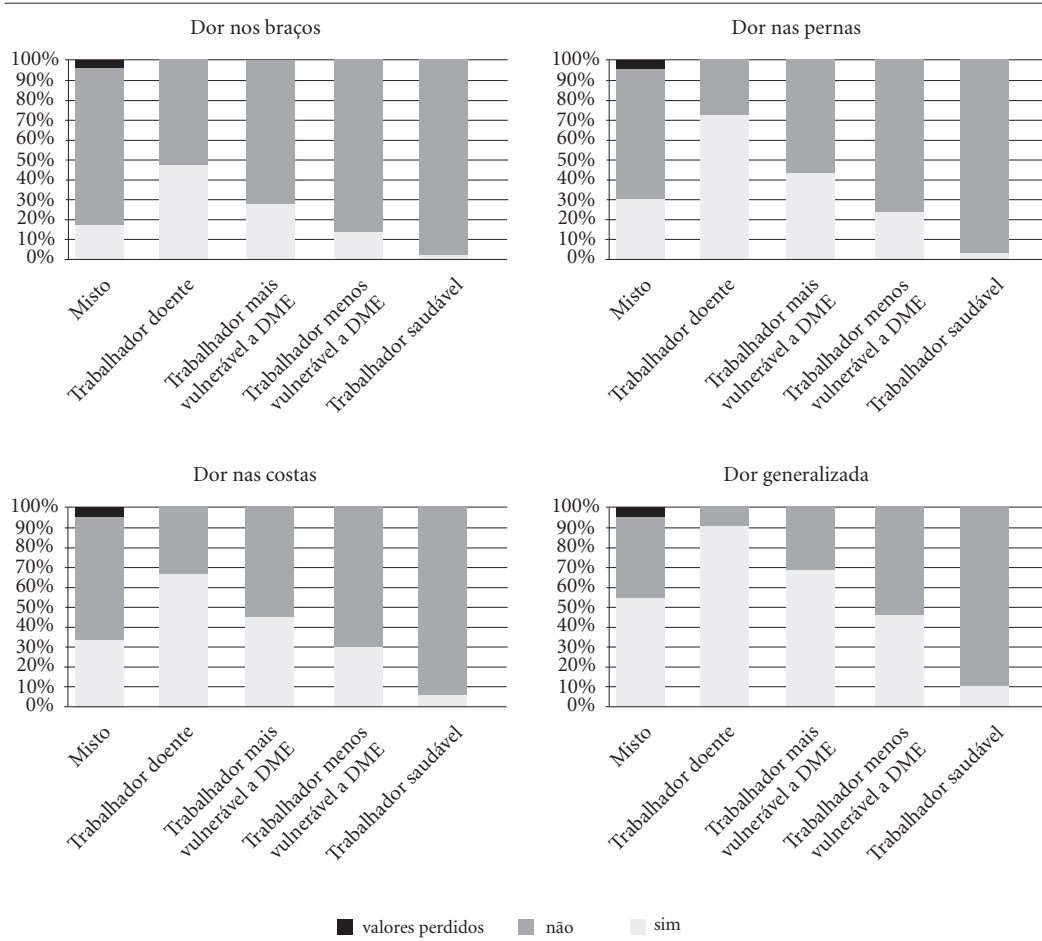 Dor nos braços
100%
90%
80%
70%
60%
50%
40%
30%
20%
10%
0%
Misto
Trabalhador doente
Trabalhador mais
vulnerável a DME
Trabalhador menos
vulnerável a DME
Trabalhador saudável
Dor nas pernas
100%
90%
80%
70%
60%
50%
40%
30%
20%
10%
0%
Misto
Trabalhador doente
Trabalhador mais
vulnerável a DME
Trabalhador menos
vulnerável a DME
Trabalhador saudável
Dor nas costas
100%
90%
80%
70%
60%
50%
40%
30%
20%
10%
0%
Misto
Trabalhador doente
Trabalhador mais
vulnerável a DME
Trabalhador menos
vulnerável a DME
Trabalhador saudável
Dor generalizada
100%
90%
80%
70%
60%
50%
40%
30%
20%
10%
0%
Misto
Trabalhador doente
Trabalhador mais
vulnerável a DME
Trabalhador menos
vulnerável a DME
Trabalhador saudável
valores perdidos não sim